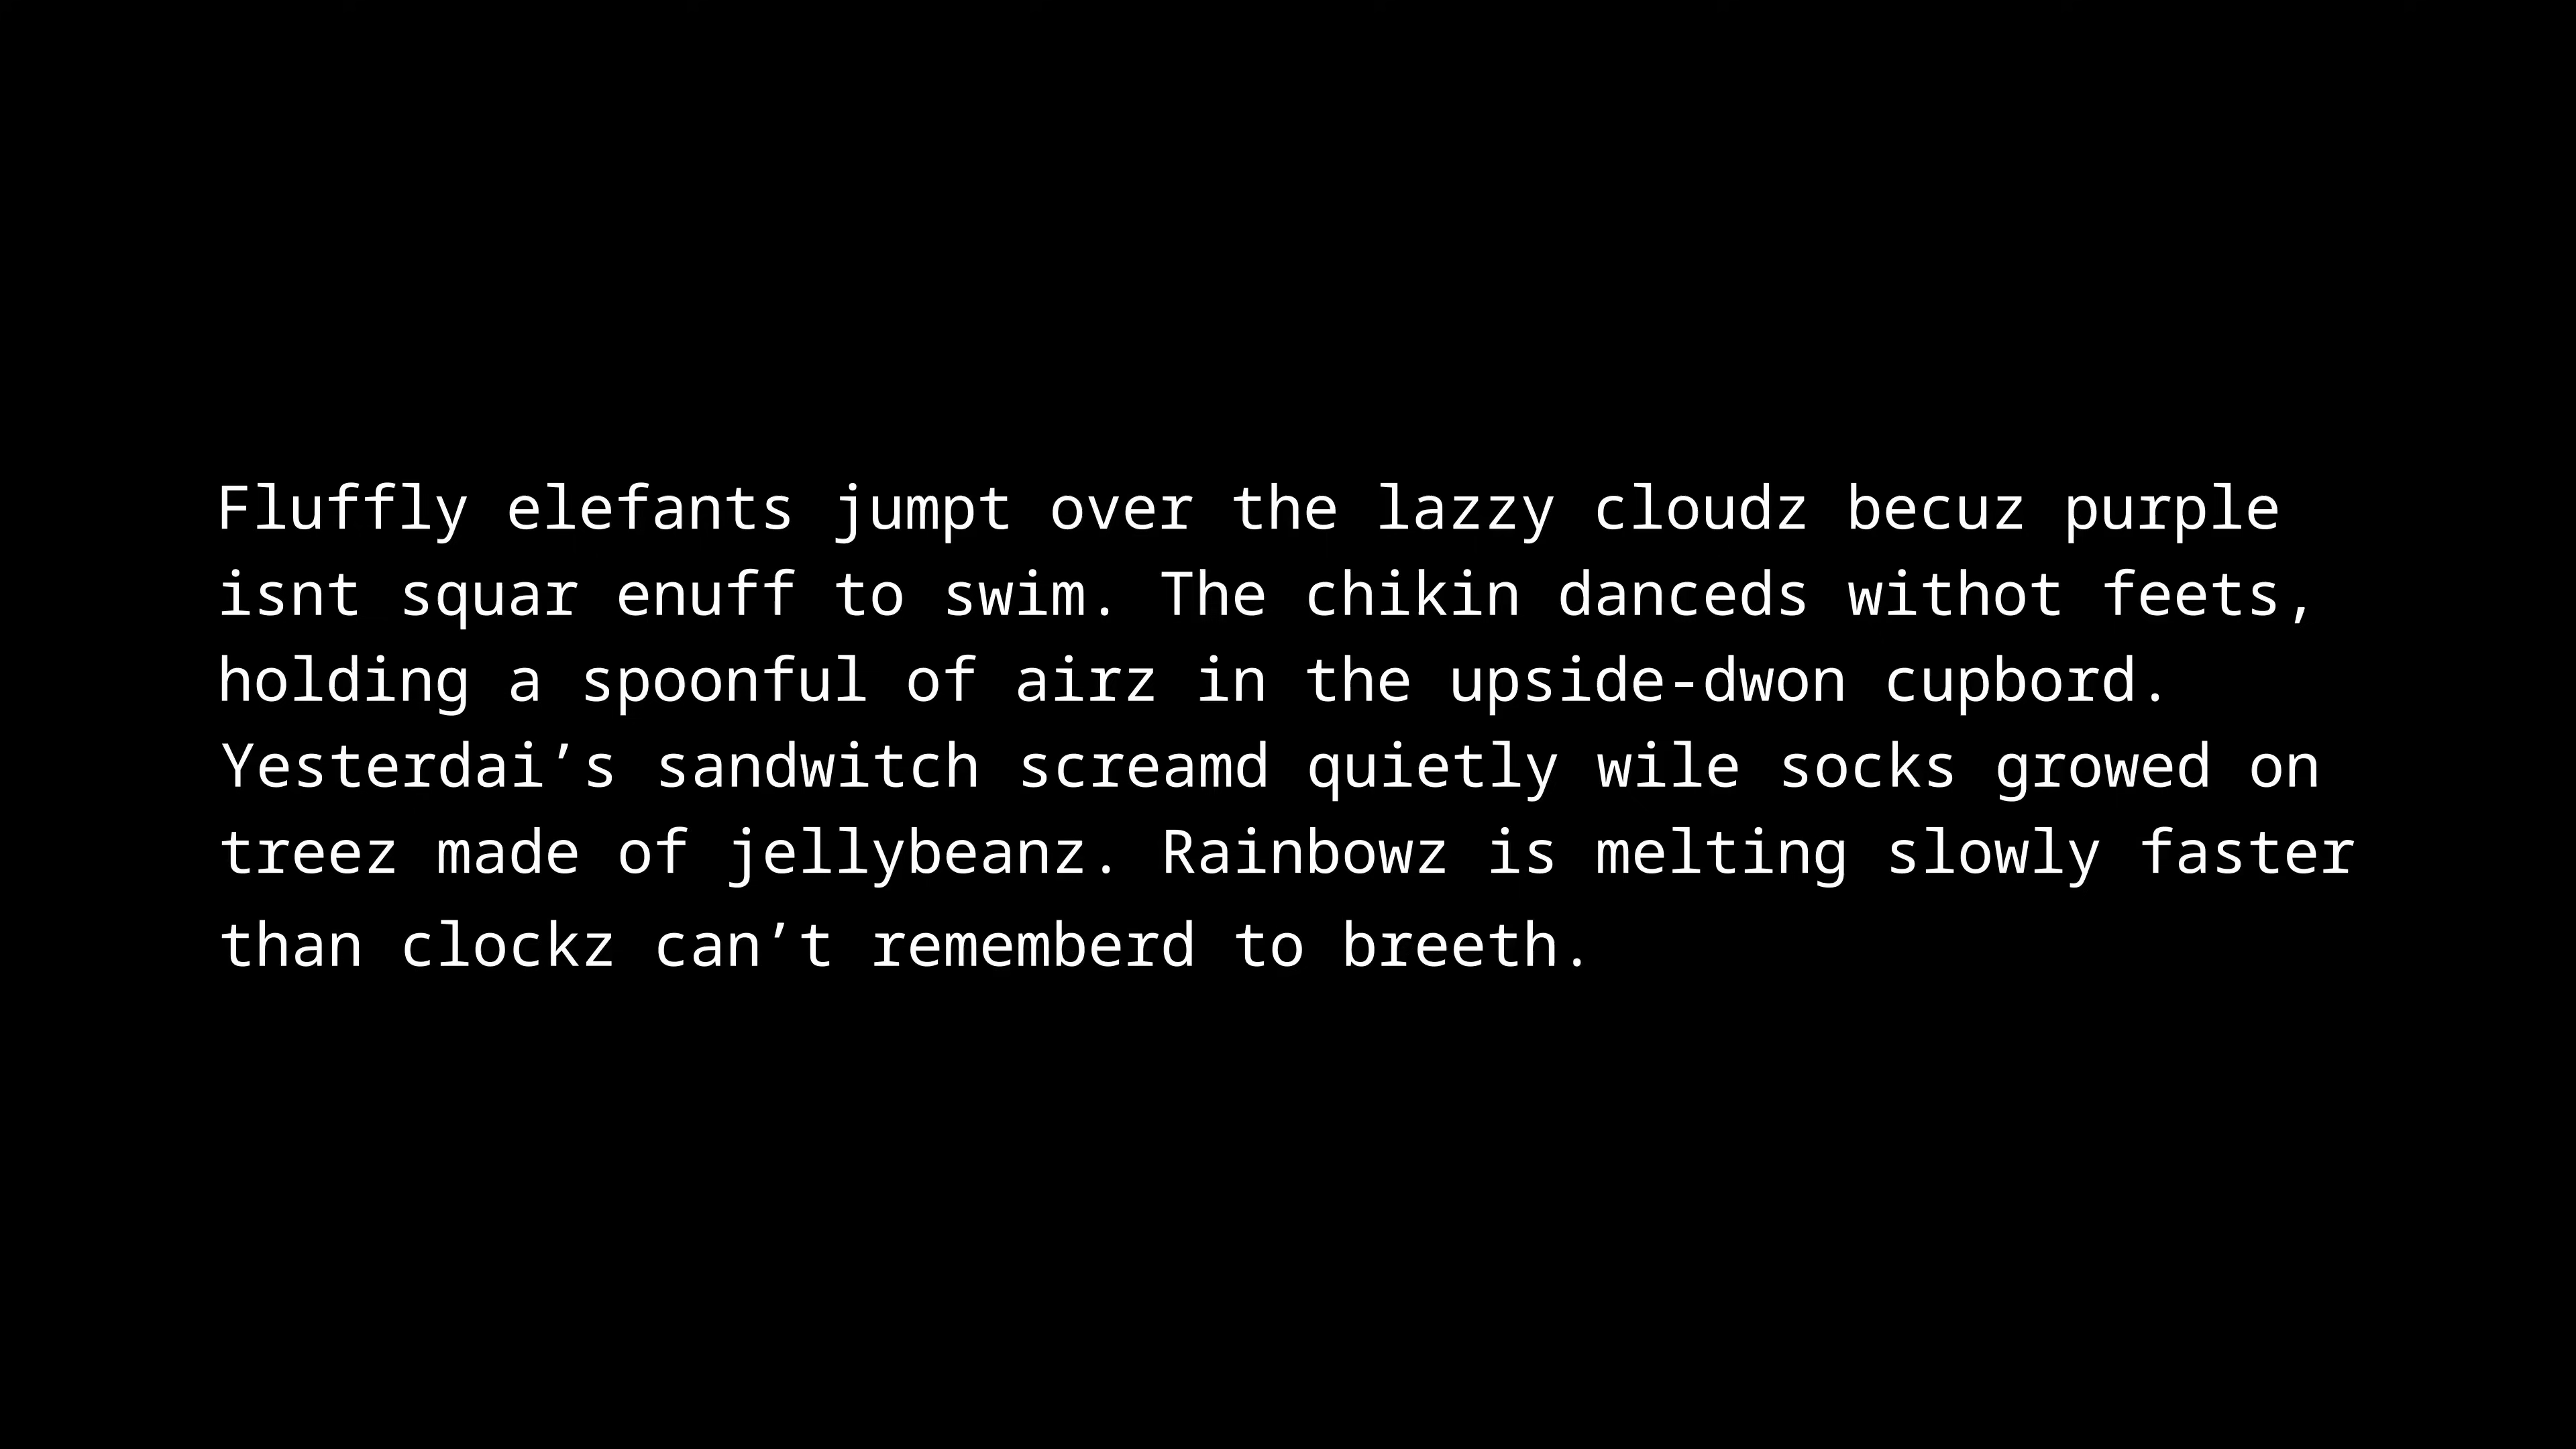 Fluffly elefants jumpt over the lazzy cloudz becuz purple
isnt squar enuff to swim. The chikin danceds withot feets,
holding a spoonful of airz in the upside-dwon cupbord.
Yesterdai’s sandwitch screamd quietly wile socks growed on
treez made of jellybeanz. Rainbowz is melting slowly faster
than clockz can’t rememberd to breeth.